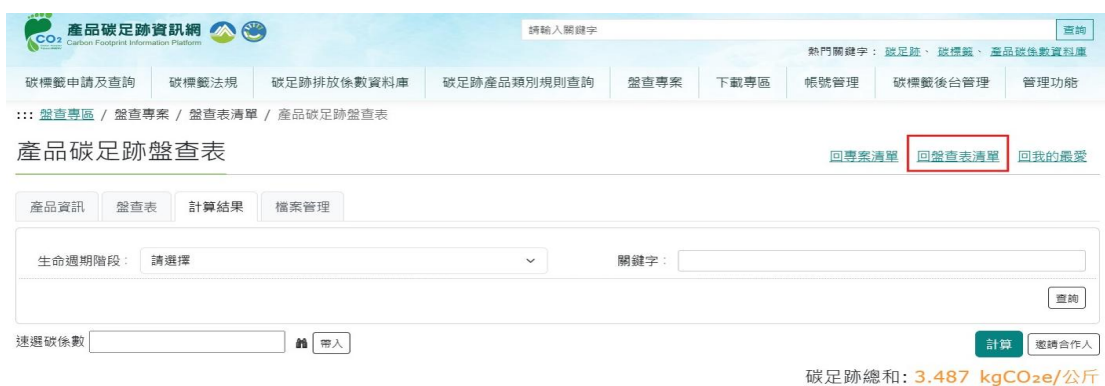 CO2 產品碳足跡資訊網
Carbon Footprint Information Platform
請輸入關鍵字 查詢
熱門關鍵字： 碳足跡、 碳標籤、 產品碳係數資料庫
碳標籤申請及查詢 碳標籤法規 碳足跡排放係數資料庫 碳足跡產品類別規則查詢 盤查專案 下載專區 帳號管理 碳標籤後台管理 管理功能
::: 盤查專區 / 盤查專案 / 盤查表清單 / 產品碳足跡盤查表
產品碳足跡盤查表
回專案清單 回盤查表清單 回我的最愛
產品資訊 盤查表 計算結果 檔案管理
生命週期階段： 請選擇 關鍵字：
查詢
速選碳係數 帶入 計算 邀請合作人
碳足跡總和: 3.487 kgCO₂e/公斤